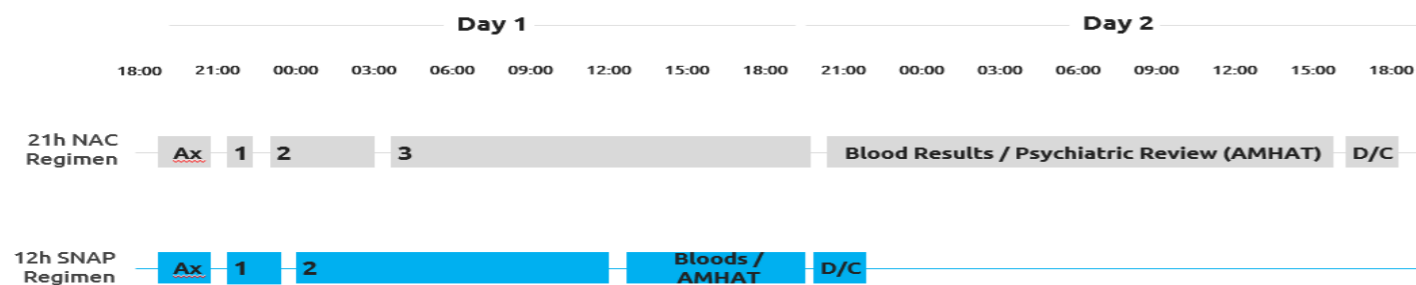 Day 1 Day 2
18:00 21:00 00:00 03:00 06:00 09:00 12:00 15:00 18:00 21:00 00:00 03:00 06:00 09:00 12:00 15:00 18:00
21h NAC
Regimen
Ax 1 2 3 Blood Results / Psychiatric Review (AMHAT) D/C
12h SNAP
Regimen
Ax 1 2 Bloods /
AMHAT D/C